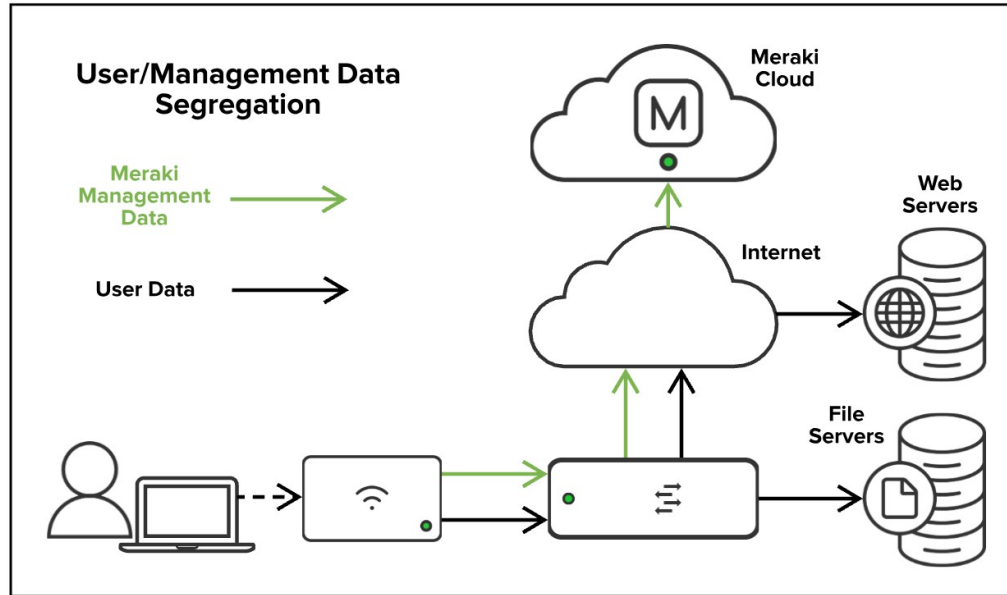 User/Management Data
Segregation
Meraki
Management
Data
User Data
Meraki
Cloud
M
Internet
Web
Servers
File
Servers